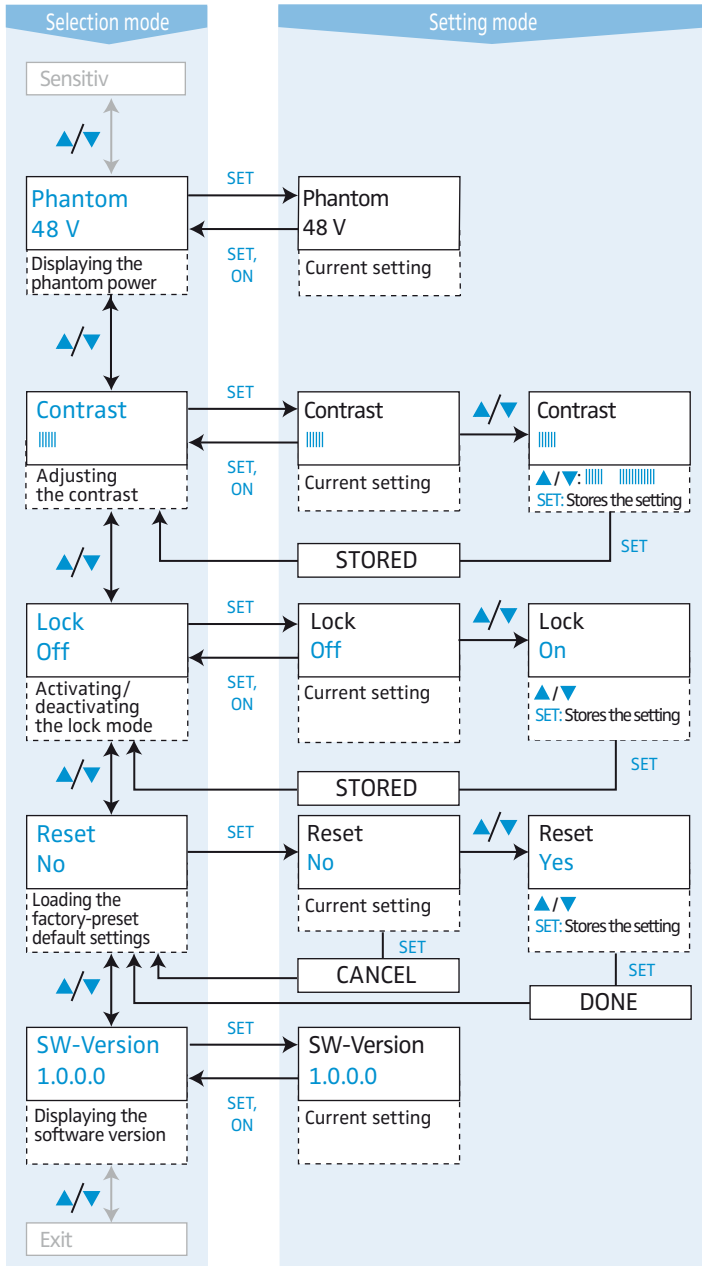 Selection mode
Setting mode
Sensitiv
▲/▼
Phantom
48 V
Displaying the
phantom power
SET
SET,
ON
Phantom
48 V
Current setting
▲/▼
Contrast
Adjusting
the contrast
SET
SET,
ON
Contrast
Current setting
▲/▼
Contrast
▲/▼:
SET: Stores the setting
SET
STORED
▲/▼
Lock
Off
Activating/
deactivating
the lock mode
SET
SET,
ON
Lock
Off
Current setting
▲/▼
Lock
On
▲/▼
SET: Stores the setting
SET
STORED
▲/▼
Reset
No
Loading the
factory-preset
default settings
SET
Reset
No
Current setting
SET
CANCEL
▲/▼
Reset
Yes
▲/▼
SET: Stores the setting
SET
DONE
▲/▼
SW-Version
1.0.0.0
Displaying the
software version
SET
SET,
ON
SW-Version
1.0.0.0
Current setting
▲/▼
Exit